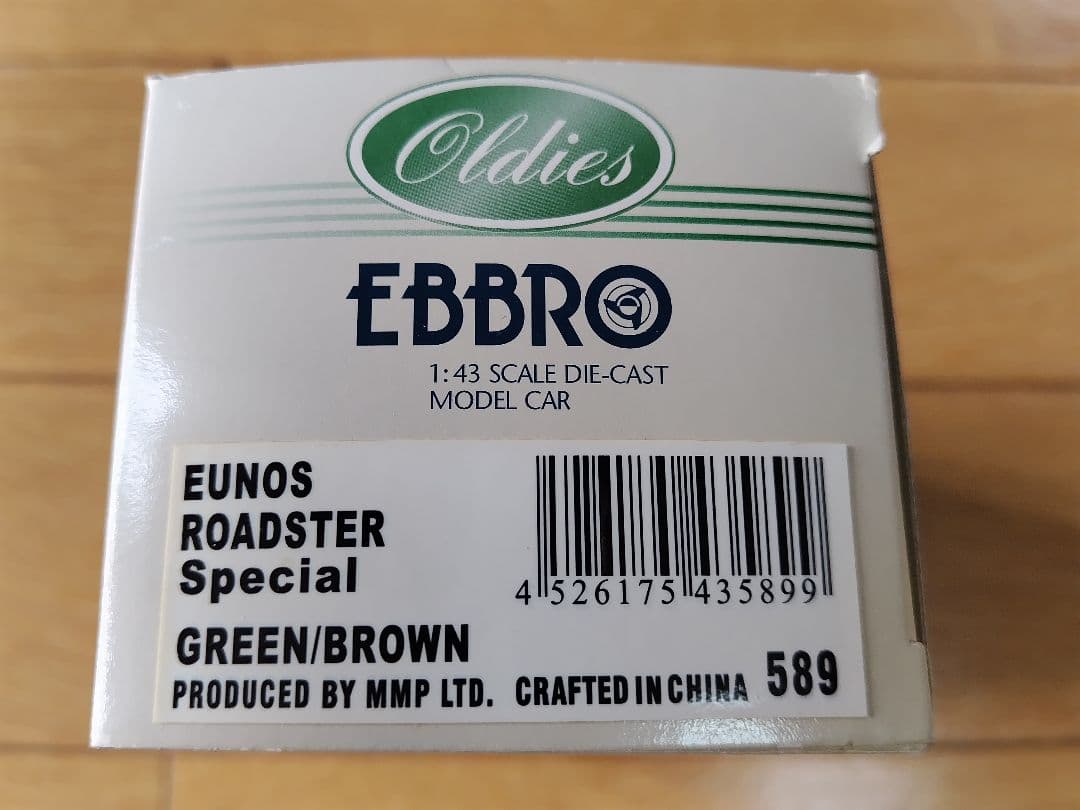 Oldies
EBBRO
1:43 SCALE DIE-CAST
MODEL CAR
EUNOS
ROADSTER
Special
4 526175 435899
GREEN/BROWN
PRODUCED BY MMP LTD. CRAFTED IN CHINA 589